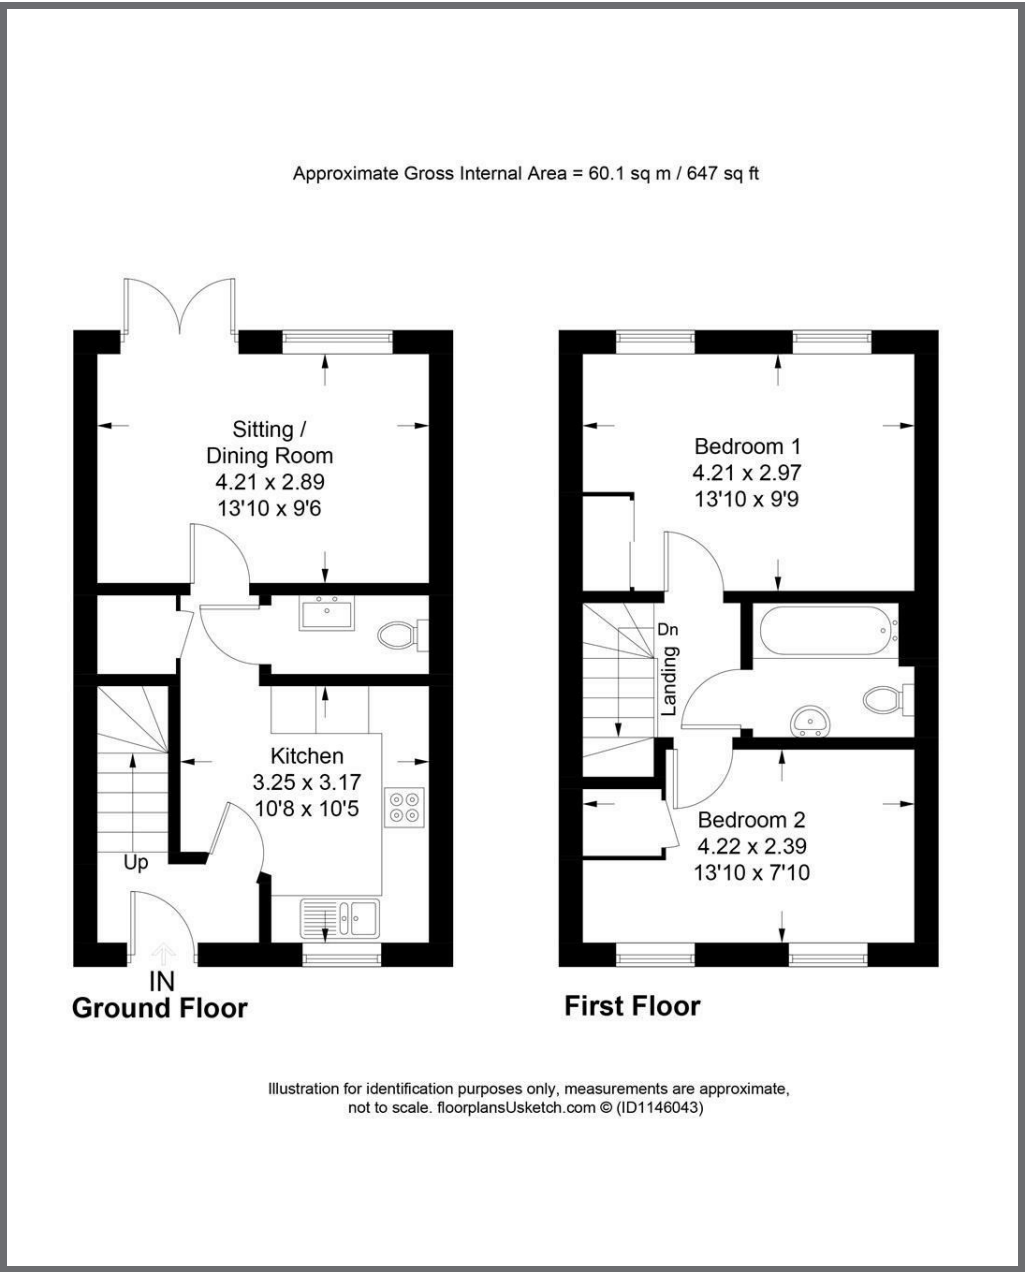 Approximate Gross Internal Area = 60.1 sq m / 647 sq ft
Sitting /
Dining Room
4.21 x 2.89
13'10 x 9'6
Kitchen
3.25 x 3.17
10'8 x 10'5
Up
IN
Ground Floor
Bedroom 1
4.21 x 2.97
13'10 x 9'9
Dn
Landing
Bedroom 2
4.22 x 2.39
13'10 x 7'10
First Floor
Illustration for identification purposes only, measurements are approximate,
not to scale. floorplansUsketch.com © (ID1146043)